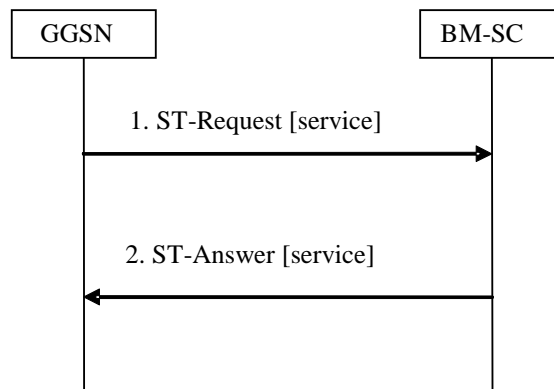 GGSN
BM-SC
1. ST-Request [service]
2. ST-Answer [service]